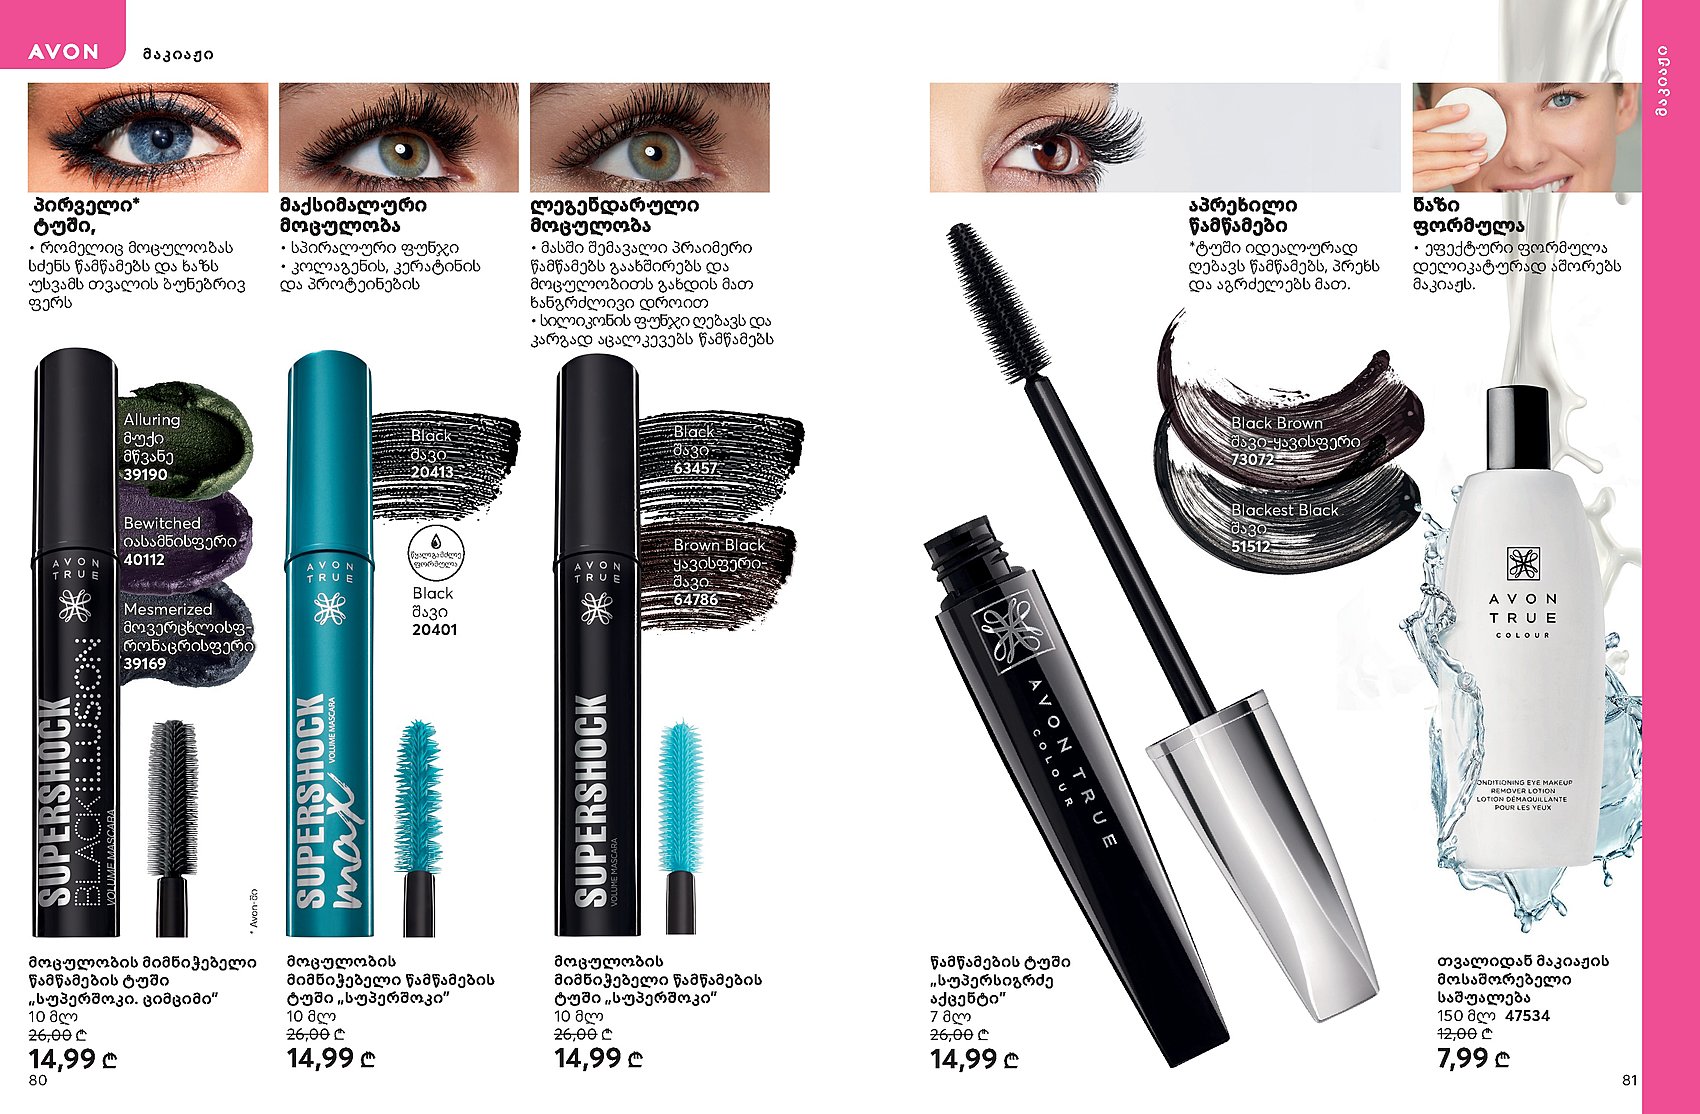 AVON
მაკიაჟი
პირველი*
ტუში,
• რომელიც მოცულობას
სძენს წამწამებს და ხაზს
უსვამს თვალის ბუნებრივ
ფერს
Alluring
მუქი
მწვანე
39190
Bewitched
იასამნისფერი
40112
Mesmerized
მოვერცხლისფ-
რონაცრისფერი
39169
AVON
TRUE
SUPERSHOCK
BLACKILLUSION
VOLUME MASCARA
* Avon-ში
მოცულობის მიმნიჭებელი
წამწამების ტუში
„სუპერშოკი. ციმციმი“
10 მლ
26,00 ₾
14,99 ₾
80
მაქსიმალური
მოცულობა
• სპირალური ფუნჯი
• კოლაგენის, კერატინის
და პროტეინების
Black
შავი
20413
წყალგამძლე
ფორმულა
Black
შავი
20401
AVON
TRUE
SUPERSHOCK
max
VOLUME MASCARA
მოცულობის
მიმნიჭებელი წამწამების
ტუში „სუპერშოკი“
10 მლ
26,00 ₾
14,99 ₾
ლეგენდარული
მოცულობა
• მასში შემავალი პრაიმერი
წამწამებს გაახშირებს და
მოცულობითს გახდის მათ
ხანგრძლივი დროით
• სილიკონის ფუნჯი ღებავს და
კარგად აცალკევებს წამწამებს
Black
შავი
63457
Brown Black
ყავისფერი-
შავი
64786
AVON
TRUE
SUPERSHOCK
VOLUME MASCARA
მოცულობის
მიმნიჭებელი წამწამების
ტუში „სუპერშოკი“
10 მლ
26,00 ₾
14,99 ₾
აპრეხილი
წამწამები
*ტუში იდეალურად
ღებავს წამწამებს, პრეხს
და აგრძელებს მათ.
Black Brown
შავი-ყავისფერი
73072
Blackest Black
შავი
51512
AVON TRUE
COLOUR
წამწამების ტუში
„სუპერსიგრძე
აქცენტი“
7 მლ
26,00 ₾
14,99 ₾
ნაზი
ფორმულა
• ეფექტური ფორმულა
დელიკატურად აშორებს
მაკიაჟს.
AVON
TRUE
COLOUR
ONDITIONING EYE MAKEUP
REMOVER LOTION
LOTION DÉMAQUILLANTE
POUR LES YEUX
თვალიდან მაკიაჟის
მოსაშორებელი
საშუალება
150 მლ 47534
12,00 ₾
7,99 ₾
81
მაკიაჟი